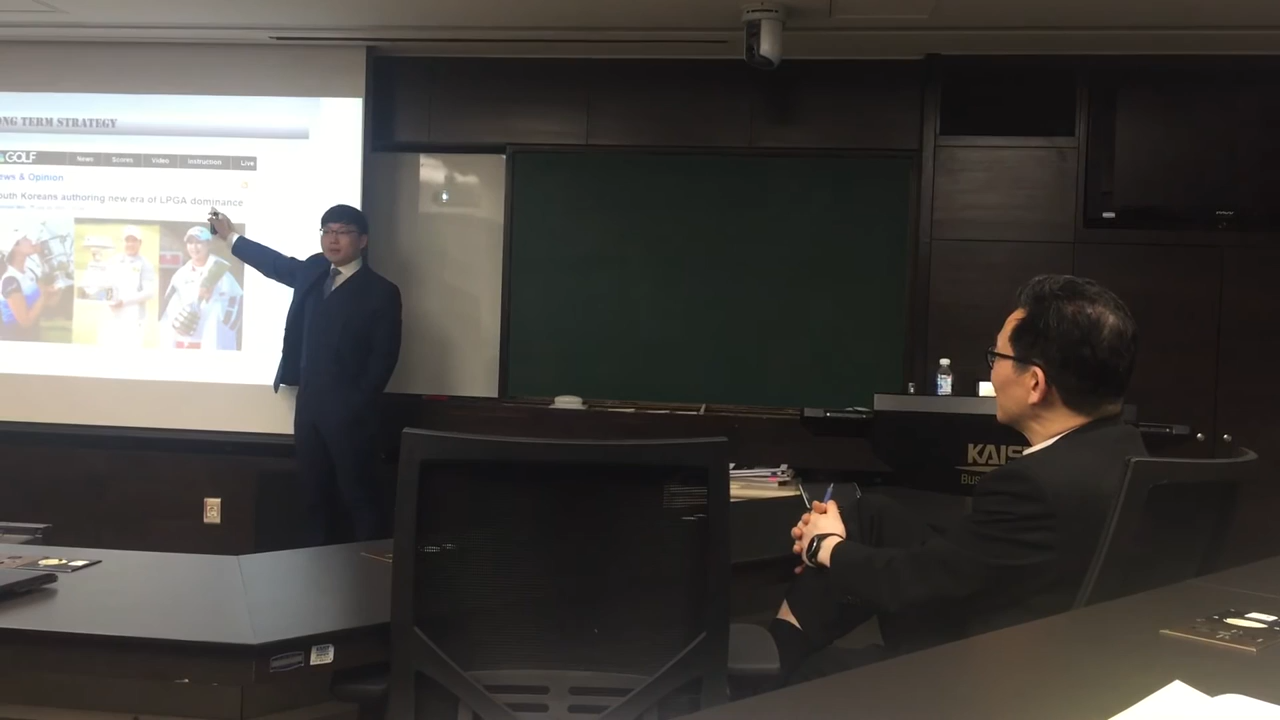 ONG TERM STRATEGY
GOLF
News Scores Video Instruction Live
ews & Opinion
outh Koreans authoring new era of LPGA dominance
KAIS
Bus